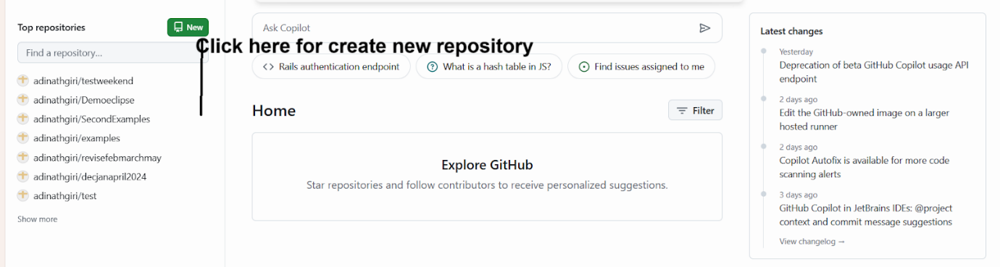 Top repositories
New
Find a repository...
adinathgiri/testweekend
adinathgiri/Demoeclipse
adinathgiri/SecondExamples
adinathgiri/examples
adinathgiri/revisefebmarchmay
adinathgiri/decjanapril2024
adinathgiri/test
Show more
Ask Copilot
Click here for create new repository
Rails authentication endpoint
What is a hash table in JS?
Find issues assigned to me
Home
Filter
Explore GitHub
Star repositories and follow contributors to receive personalized suggestions.
Latest changes
Yesterday
Deprecation of beta GitHub Copilot usage API
endpoint
2 days ago
Edit the GitHub-owned image on a larger
hosted runner
2 days ago
Copilot Autofix is available for more code
scanning alerts
3 days ago
GitHub Copilot in JetBrains IDEs: @project
context and commit message suggestions
View changelog →